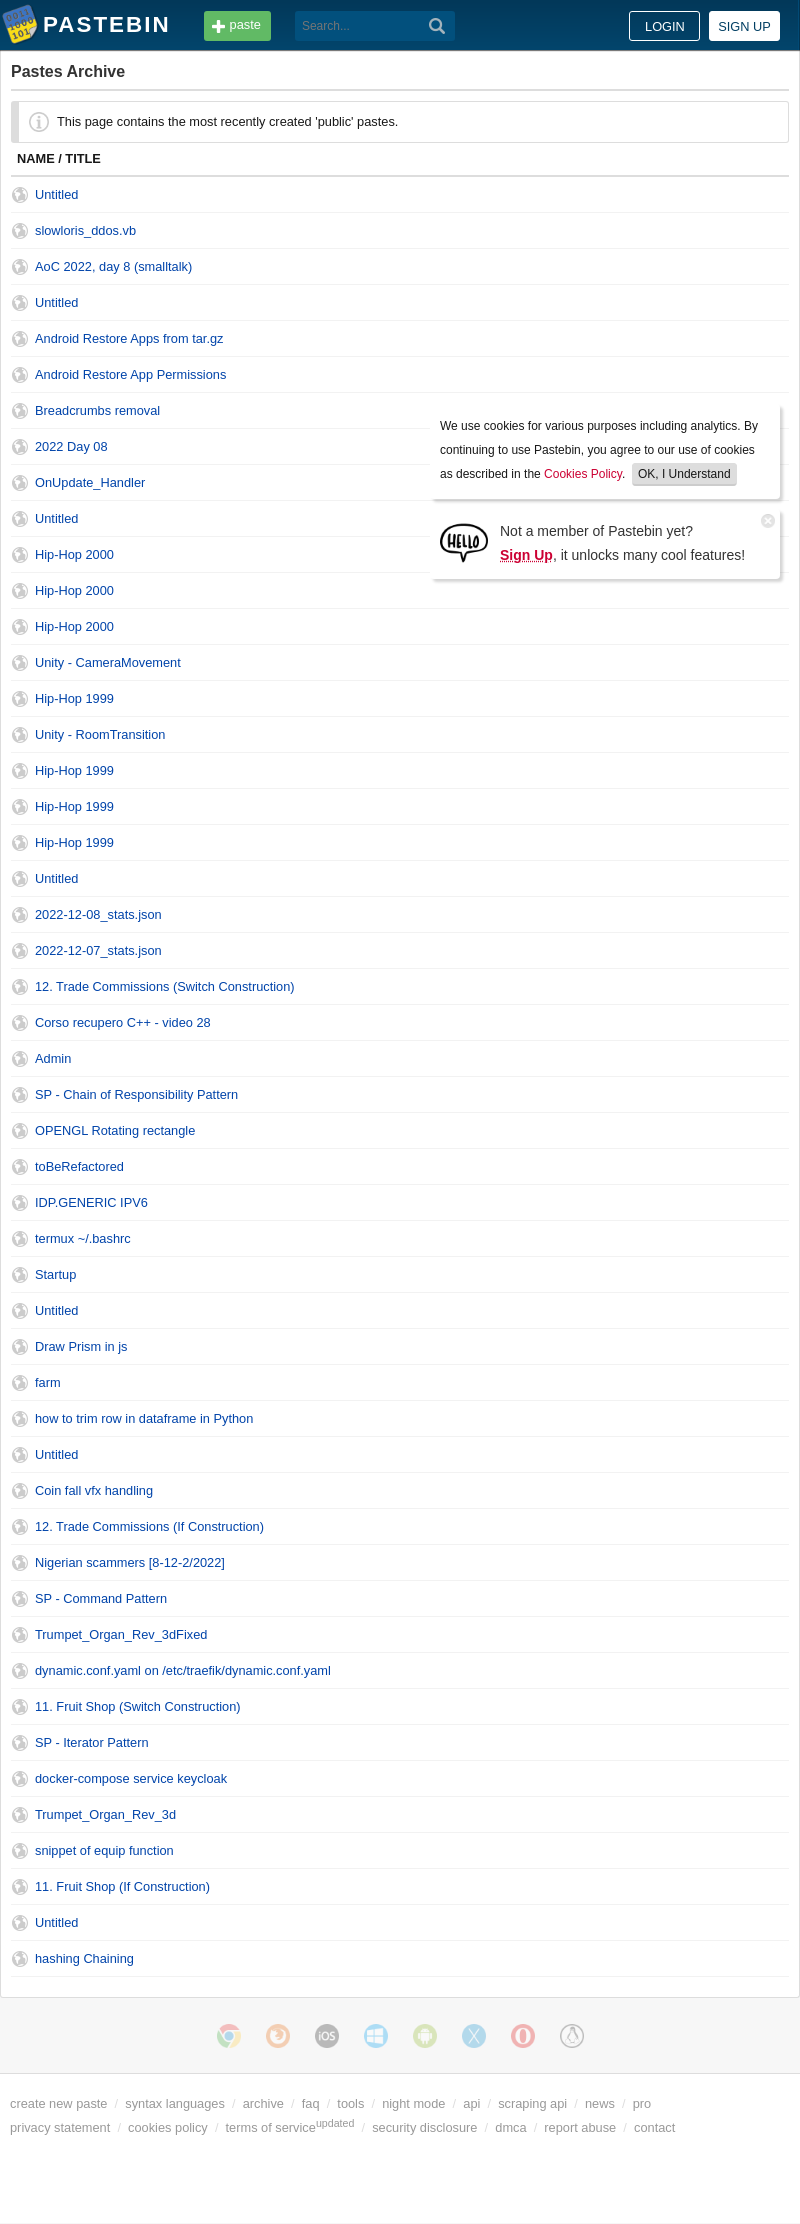 PASTEBIN
paste
Search...
LOGIN
SIGN UP
Pastes Archive
This page contains the most recently created 'public' pastes.
NAME / TITLE
Untitled
slowloris_ddos.vb
AoC 2022, day 8 (smalltalk)
Untitled
Android Restore Apps from tar.gz
Android Restore App Permissions
Breadcrumbs removal
2022 Day 08
OnUpdate_Handler
Untitled
Hip-Hop 2000
Hip-Hop 2000
Hip-Hop 2000
Unity - CameraMovement
Hip-Hop 1999
Unity - RoomTransition
Hip-Hop 1999
Hip-Hop 1999
Hip-Hop 1999
Untitled
2022-12-08_stats.json
2022-12-07_stats.json
12. Trade Commissions (Switch Construction)
Corso recupero C++ - video 28
Admin
SP - Chain of Responsibility Pattern
OPENGL Rotating rectangle
toBeRefactored
IDP.GENERIC IPV6
termux ~/.bashrc
Startup
Untitled
Draw Prism in js
farm
how to trim row in dataframe in Python
Untitled
Coin fall vfx handling
12. Trade Commissions (If Construction)
Nigerian scammers [8-12-2/2022]
SP - Command Pattern
Trumpet_Organ_Rev_3dFixed
dynamic.conf.yaml on /etc/traefik/dynamic.conf.yaml
11. Fruit Shop (Switch Construction)
SP - Iterator Pattern
docker-compose service keycloak
Trumpet_Organ_Rev_3d
snippet of equip function
11. Fruit Shop (If Construction)
Untitled
hashing Chaining
We use cookies for various purposes including analytics. By
continuing to use Pastebin, you agree to our use of cookies
as described in the Cookies Policy. OK, I Understand
HELLO
Not a member of Pastebin yet?
Sign Up, it unlocks many cool features!
iOS
create new paste / syntax languages / archive / faq / tools / night mode / api / scraping api / news / pro
privacy statement / cookies policy / terms of service updated / security disclosure / dmca / report abuse / contact